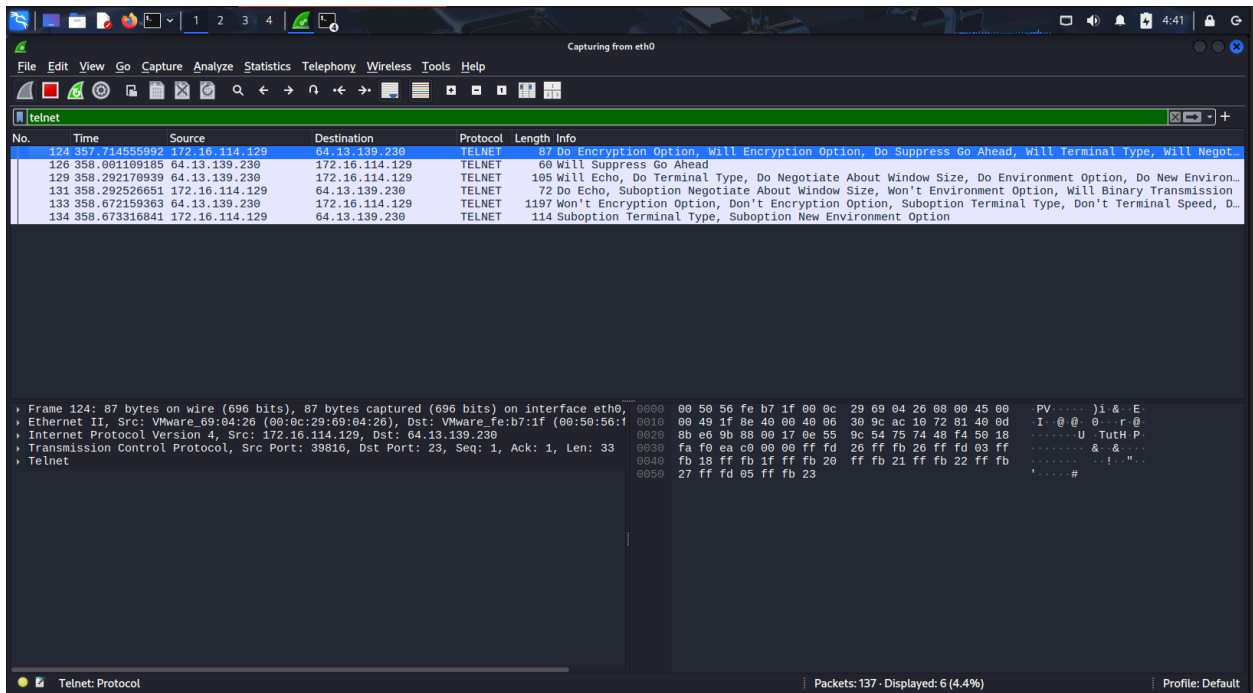 1 2 3 4 4:41
Capturing from eth0
File Edit View Go Capture Analyze Statistics Telephony Wireless Tools Help
telnet
No. Time Source Destination Protocol Length Info
124 357.714555992 172.16.114.129 64.13.139.230 TELNET 87 Do Encryption Option, Will Encryption Option, Do Suppress Go Ahead, Will Terminal Type, Will Negot…
126 358.001109185 64.13.139.230 172.16.114.129 TELNET 60 Will Suppress Go Ahead
129 358.292170939 64.13.139.230 172.16.114.129 TELNET 105 Will Echo, Do Terminal Type, Do Negotiate About Window Size, Do Environment Option, Do New Environ…
131 358.292526651 172.16.114.129 64.13.139.230 TELNET 72 Do Echo, Suboption Negotiate About Window Size, Won't Environment Option, Will Binary Transmission
133 358.672159363 64.13.139.230 172.16.114.129 TELNET 1197 Won't Encryption Option, Don't Encryption Option, Suboption Terminal Type, Don't Terminal Speed, D…
134 358.673316841 172.16.114.129 64.13.139.230 TELNET 114 Suboption Terminal Type, Suboption New Environment Option
Frame 124: 87 bytes on wire (696 bits), 87 bytes captured (696 bits) on interface eth0,
Ethernet II, Src: VMware_69:04:26 (00:0c:29:69:04:26), Dst: VMware_fe:b7:1f (00:50:56:f
Internet Protocol Version 4, Src: 172.16.114.129, Dst: 64.13.139.230
Transmission Control Protocol, Src Port: 39816, Dst Port: 23, Seq: 1, Ack: 1, Len: 33
Telnet
0000 00 50 56 fe b7 1f 00 0c 29 69 04 26 08 00 45 00 ·PV····· )i·&··E·
0010 00 49 1f 8e 40 00 40 06 30 9c ac 10 72 81 40 0d ·I··@·@· 0···r·@·
0020 8b e6 9b 88 00 17 0e 55 9c 54 75 74 48 f4 50 18 ·······U ·TutH·P·
0030 fa f0 ea c0 00 00 ff fd 26 ff fb 26 ff fd 03 ff ········ &··&····
0040 fb 18 ff fb 1f ff fb 20 ff fb 21 ff fb 22 ff fb ······· ··!··"··
0050 27 ff fd 05 ff fb 23 '·····#
Telnet: Protocol Packets: 137 · Displayed: 6 (4.4%) Profile: Default